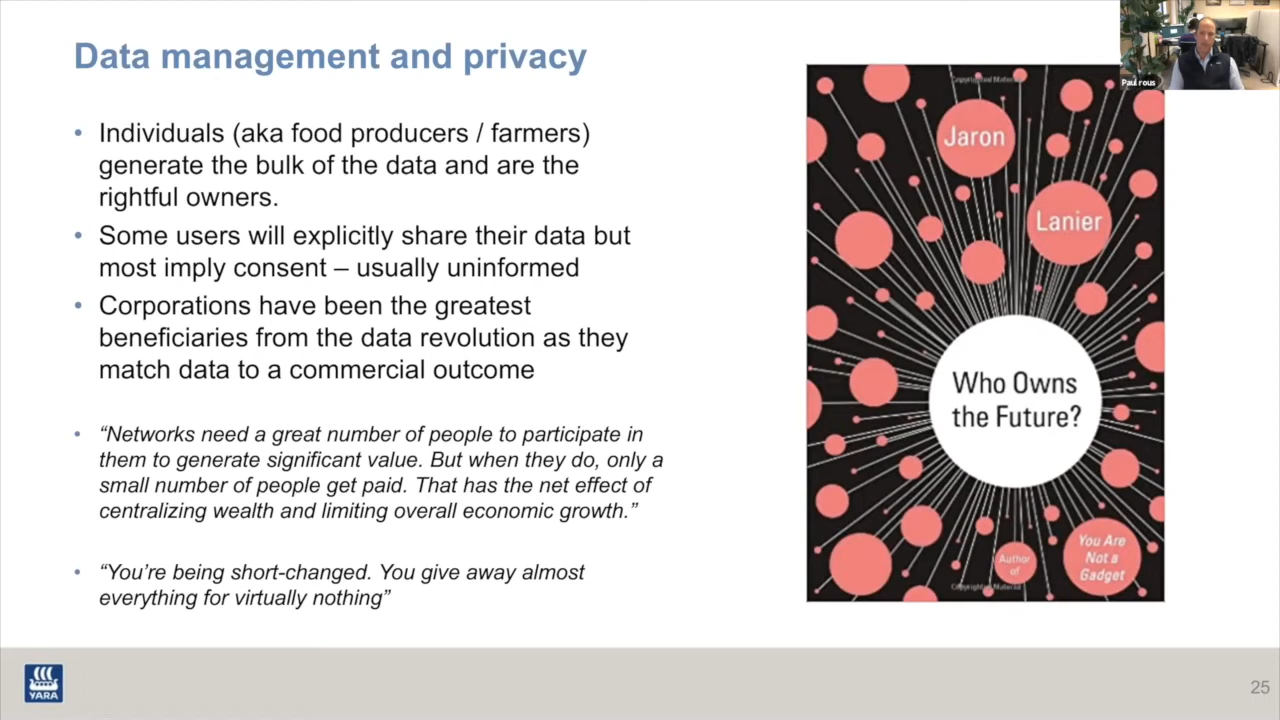 Data management and privacy
Paul rous
• Individuals (aka food producers / farmers)
generate the bulk of the data and are the
rightful owners.
• Some users will explicitly share their data but
most imply consent – usually uninformed
• Corporations have been the greatest
beneficiaries from the data revolution as they
match data to a commercial outcome
• “Networks need a great number of people to participate in
them to generate significant value. But when they do, only a
small number of people get paid. That has the net effect of
centralizing wealth and limiting overall economic growth.”
• “You’re being short-changed. You give away almost
everything for virtually nothing”
Copyrighted Material
Jaron
Lanier
Who Owns
the Future?
Author
of
You Are
Not a
Gadget
Copyrighted Material
YARA
25